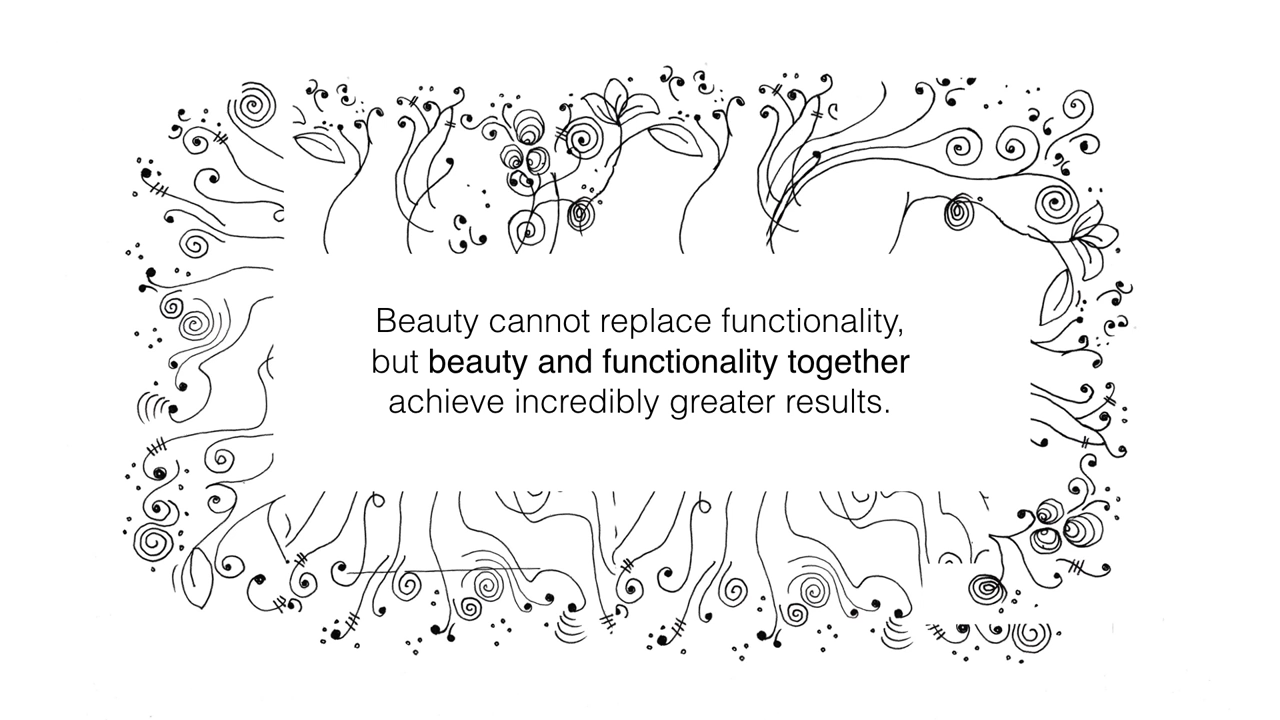 Beauty cannot replace functionality,
but beauty and functionality together
achieve incredibly greater results.